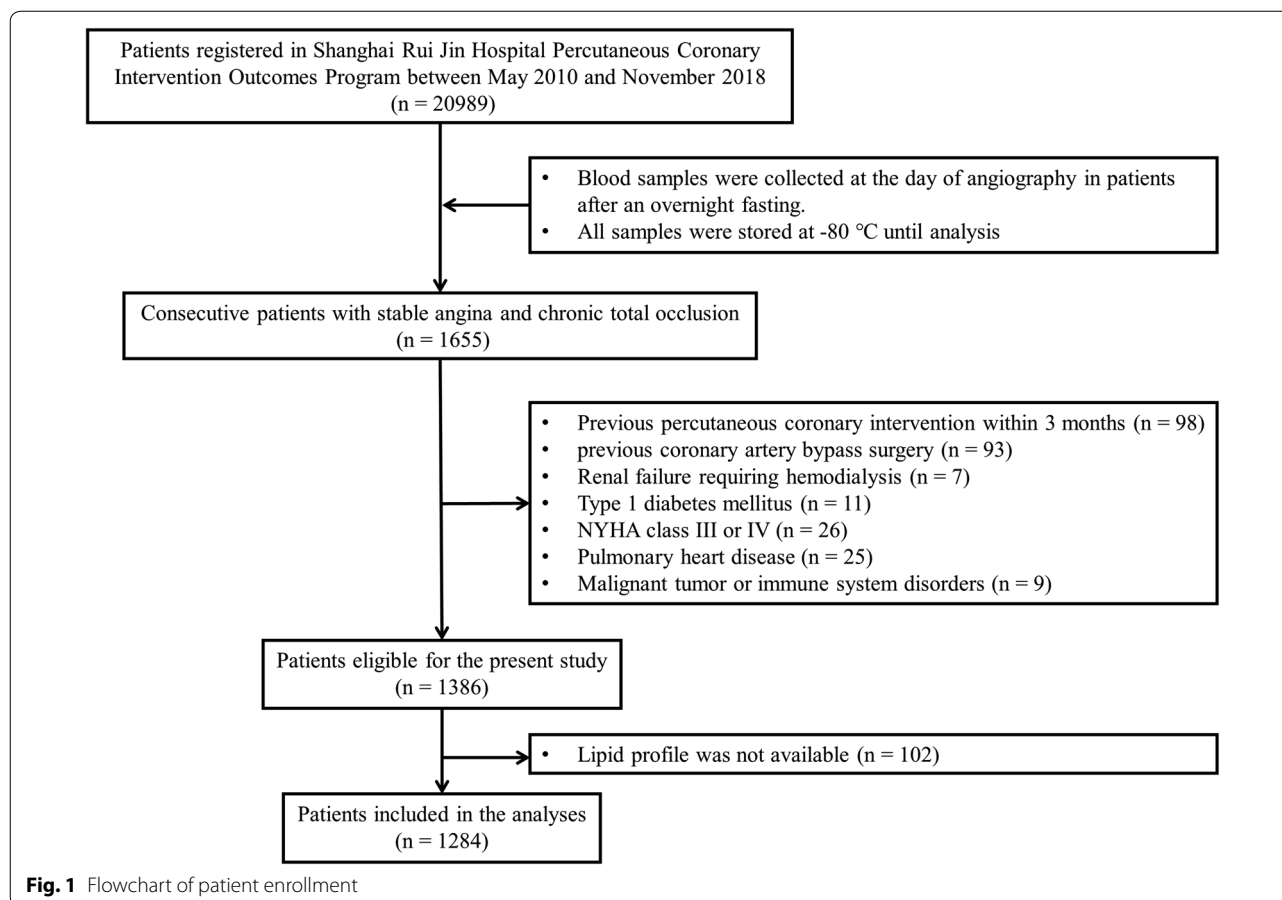 Patients registered in Shanghai Rui Jin Hospital Percutaneous Coronary
Intervention Outcomes Program between May 2010 and November 2018
(n = 20989)
• Blood samples were collected at the day of angiography in patients
after an overnight fasting.
• All samples were stored at -80 ℃ until analysis
Consecutive patients with stable angina and chronic total occlusion
(n = 1655)
• Previous percutaneous coronary intervention within 3 months (n = 98)
• previous coronary artery bypass surgery (n = 93)
• Renal failure requiring hemodialysis (n = 7)
• Type 1 diabetes mellitus (n = 11)
• NYHA class III or IV (n = 26)
• Pulmonary heart disease (n = 25)
• Malignant tumor or immune system disorders (n = 9)
Patients eligible for the present study
(n = 1386)
• Lipid profile was not available (n = 102)
Patients included in the analyses
(n = 1284)
Fig. 1 Flowchart of patient enrollment